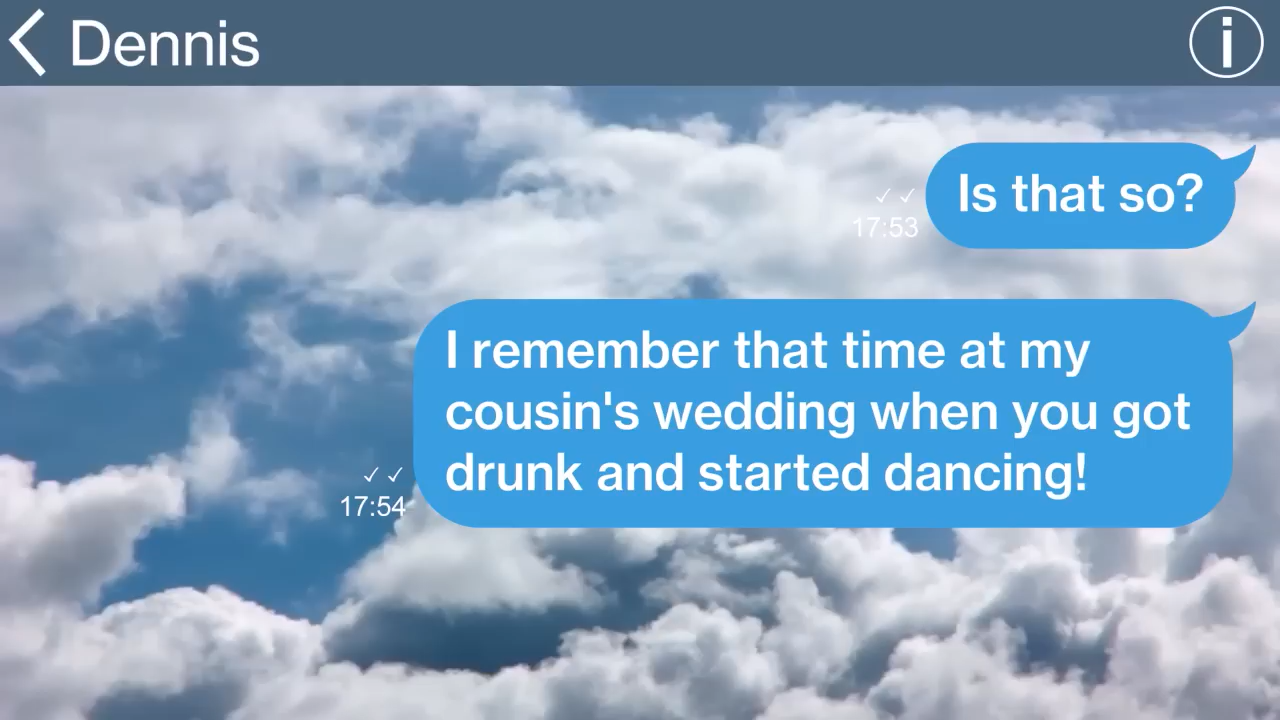 Dennis
Is that so?
✓ ✓
17:53
I remember that time at my
cousin's wedding when you got
drunk and started dancing!
✓ ✓
17:54